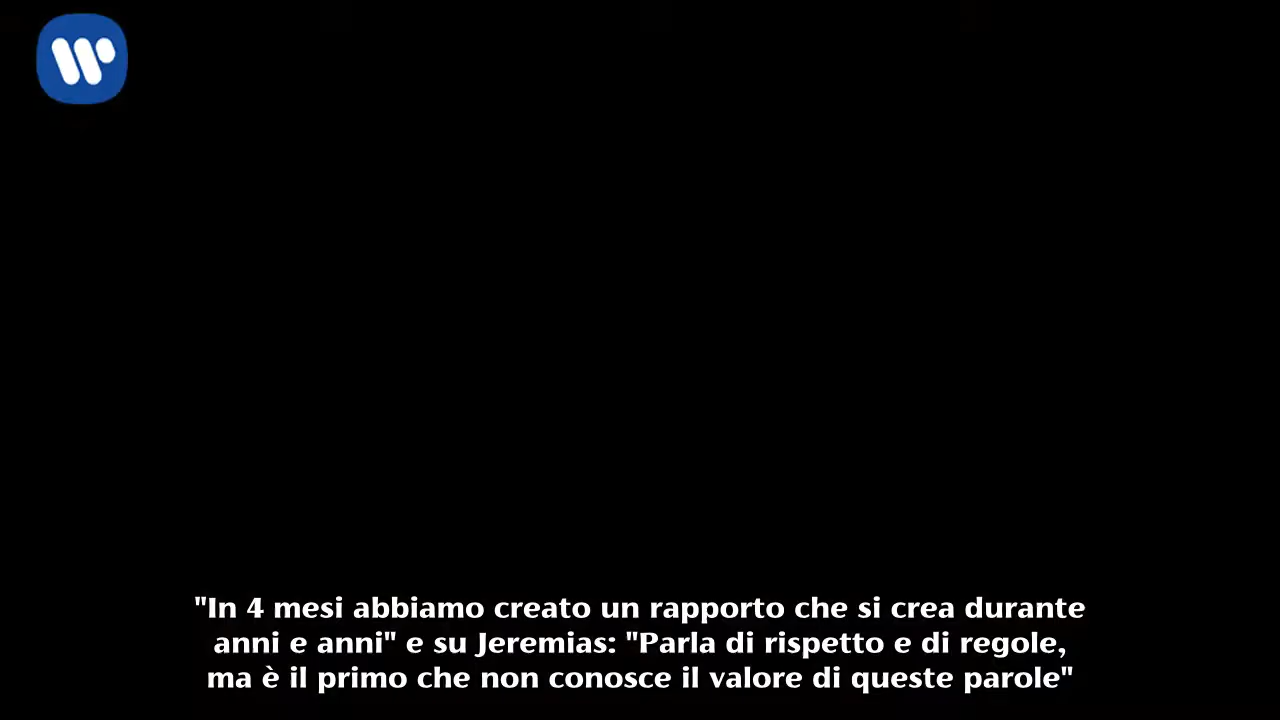 "In 4 mesi abbiamo creato un rapporto che si crea durante
anni e anni" e su Jeremias: "Parla di rispetto e di regole,
ma è il primo che non conosce il valore di queste parole"